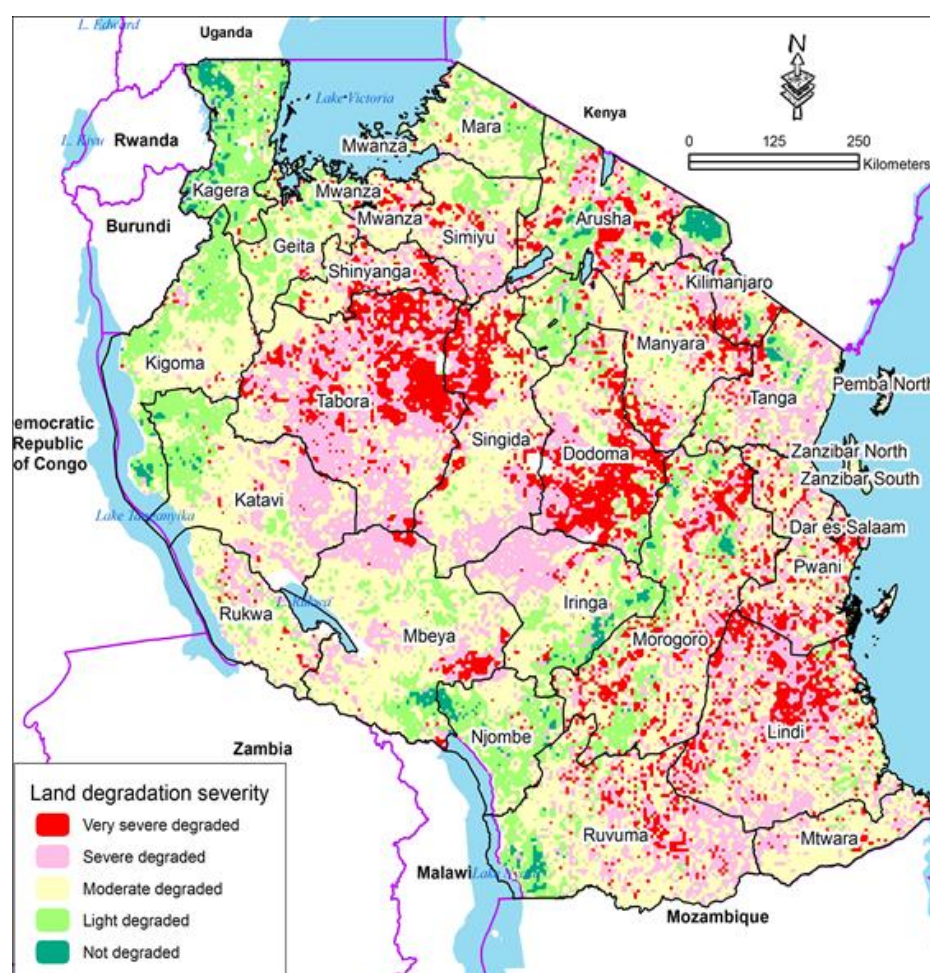 L. Edward
Uganda
N
Lake Victoria
Kenya
Mara
0 125 250
Kilometers
Rwanda
Mwanza
Kagera
Mwanza
Mwanza
Arusha
Burundi
Geita
Simiyu
Shinyanga
Kilimanjaro
Kigoma
Manyara
Tabora
Tanga
Pemba North
emocratic
Republic
of Congo
Singida
Dodoma
Zanzibar North
Zanzibar South
Katavi
Lake Tanganyika
Dar es Salaam
Pwani
Iringa
Rukwa
Mbeya
Morogoro
Lindi
Njombe
Zambia
Land degradation severity
Very severe degraded
Severe degraded
Moderate degraded
Light degraded
Not degraded
Ruvuma
Mtwara
Malawi
Mozambique